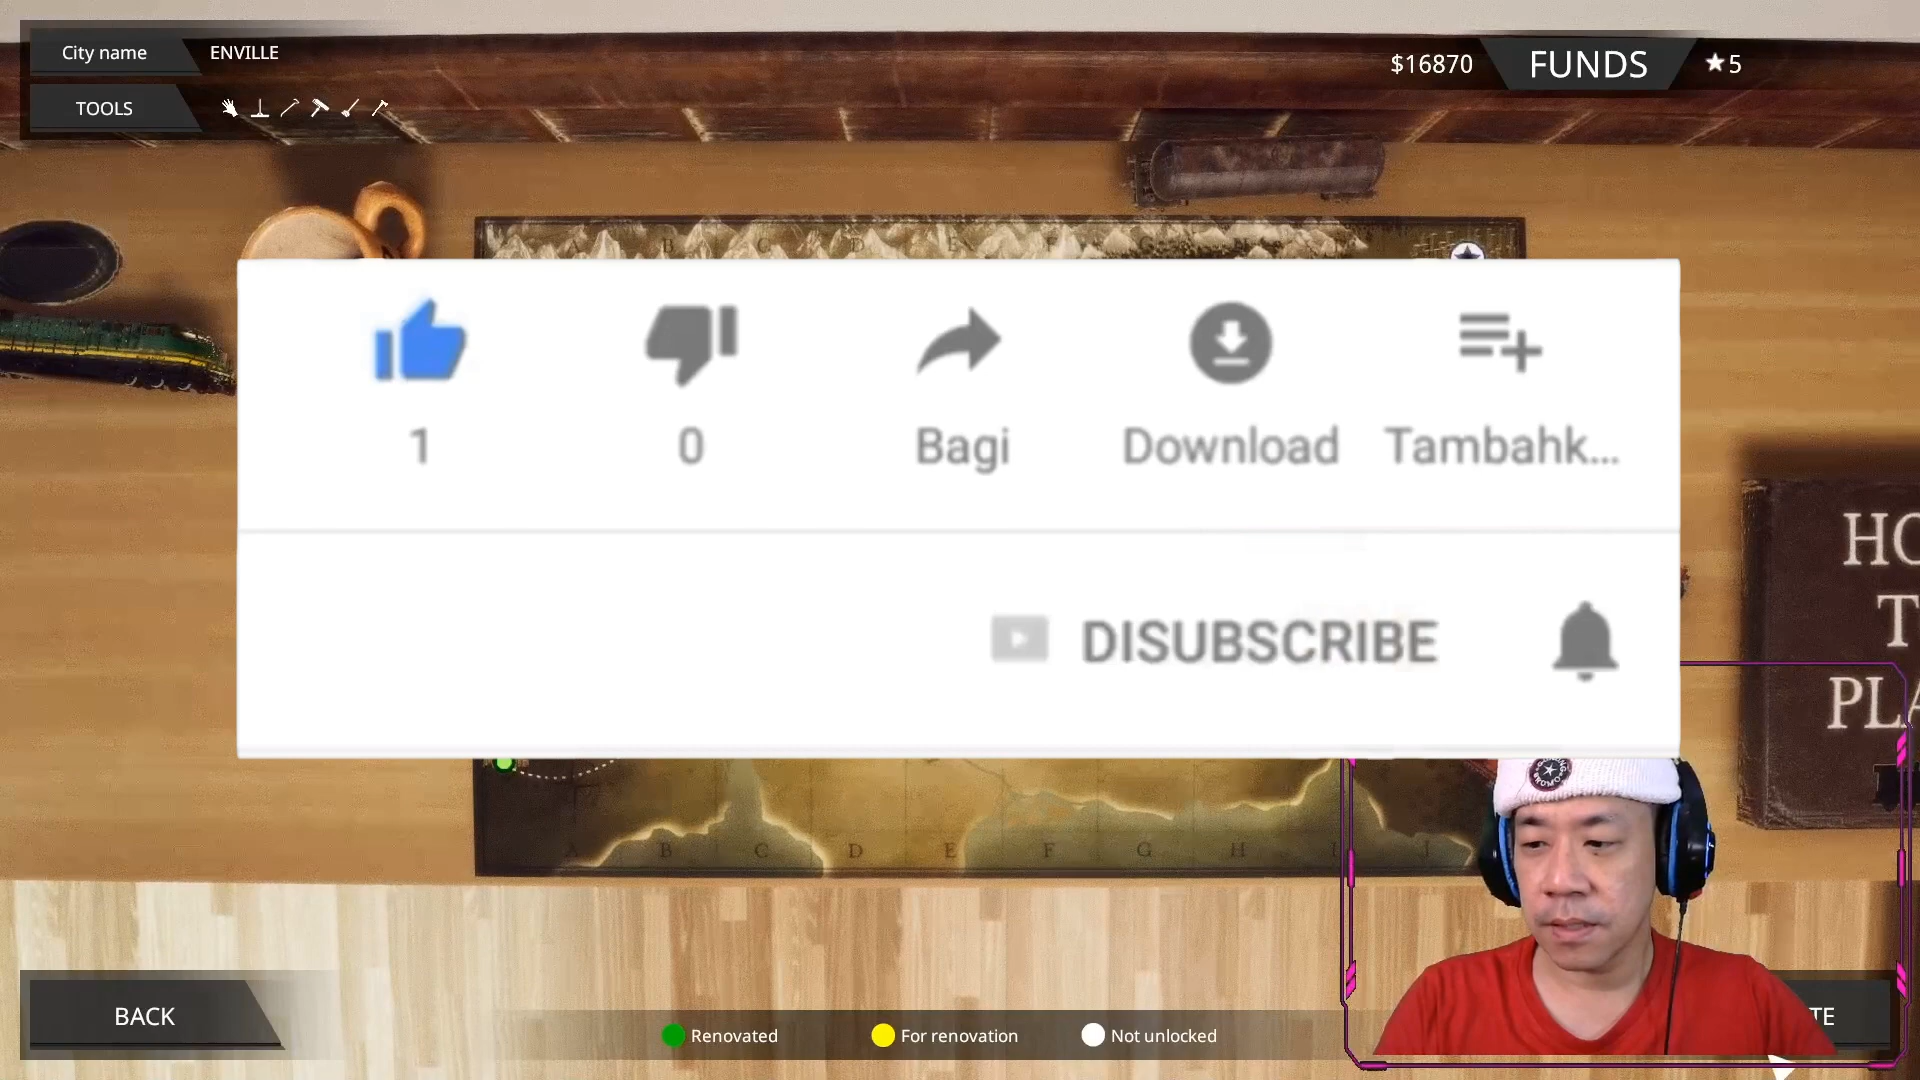 City name ENVILLE
$16870 FUNDS ★5
TOOLS
A B C D E F G
1 0 Bagi Download Tambahk...
DISUBSCRIBE
HO
T
PLA
A B C D E F G H I J
BACK
Renovated For renovation Not unlocked
TE